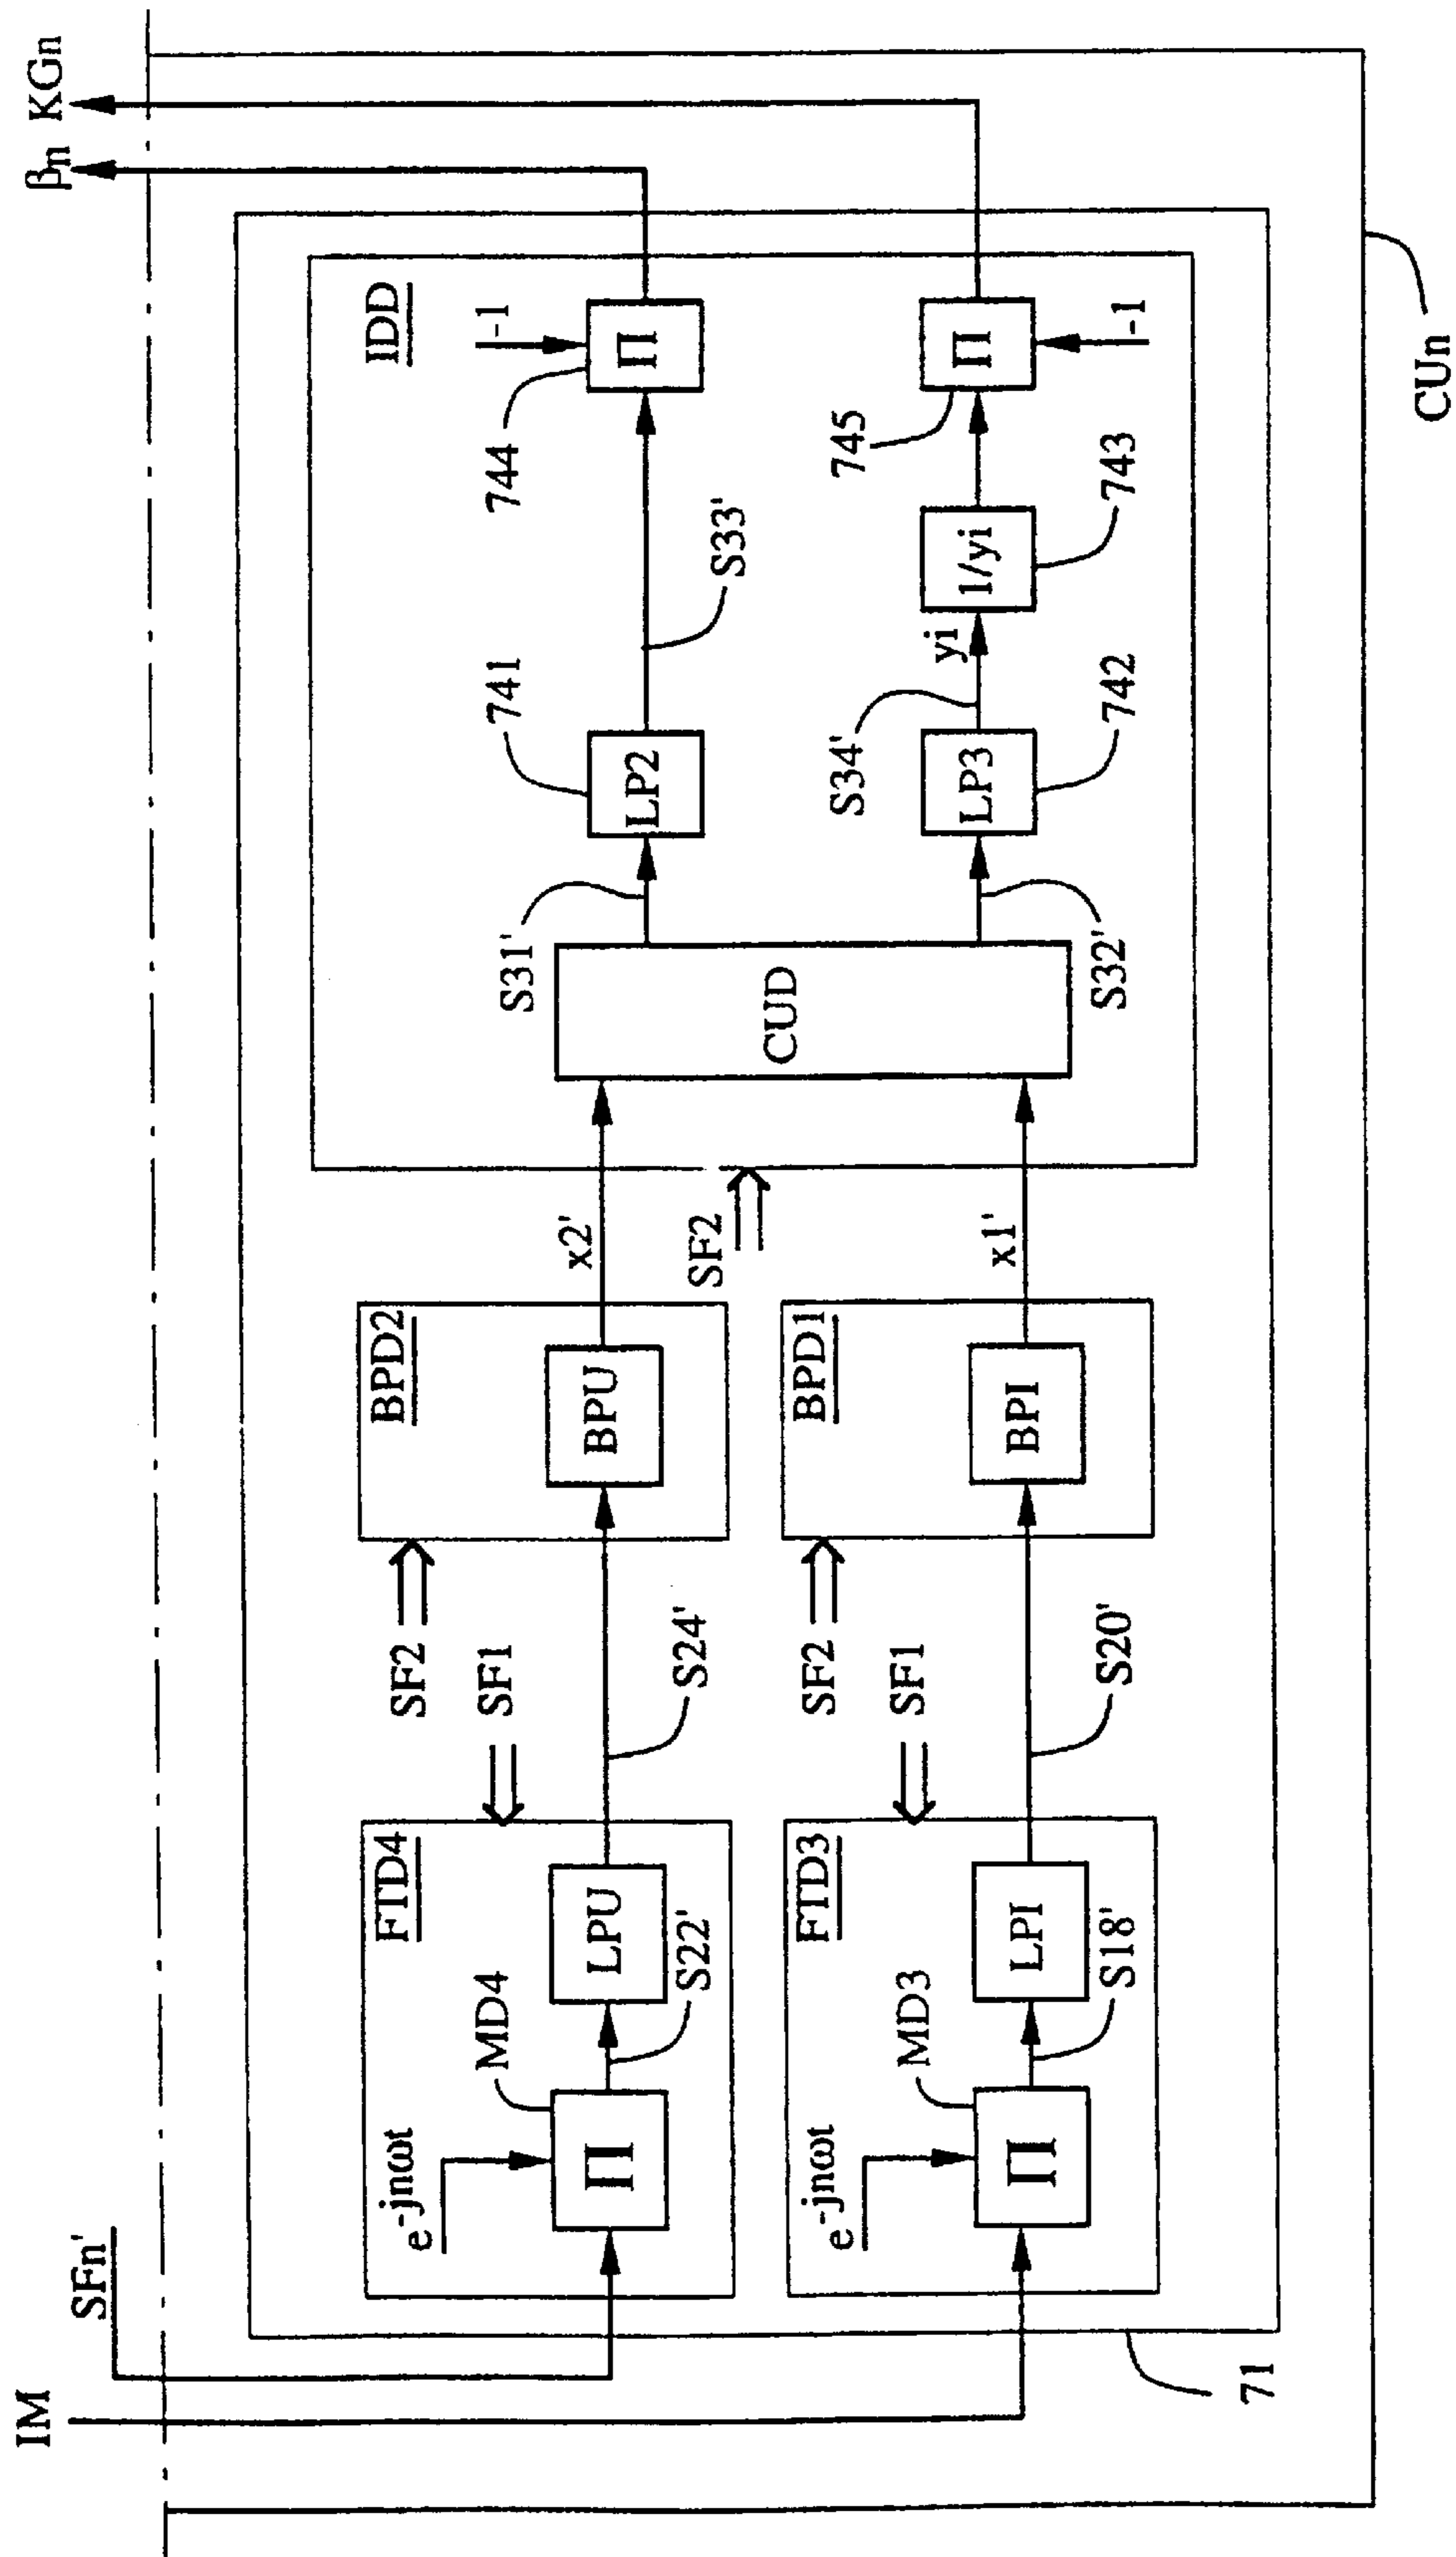 IM
SFn'
βn
KGn
FTD4
e-jnωt
MD4
Π
S22'
LPU
SF1
S24'
SF2
BPD2
BPU
x2'
FTD3
e-jnωt
MD3
Π
S18'
LPI
SF1
S20'
SF2
BPD1
BPI
x1'
SF2
IDD
CUD
S31'
LP2
741
S33'
744
-1
Π
S32'
LP3
742
S34'
yi
1/yi
743
745
Π
-1
71
CUn